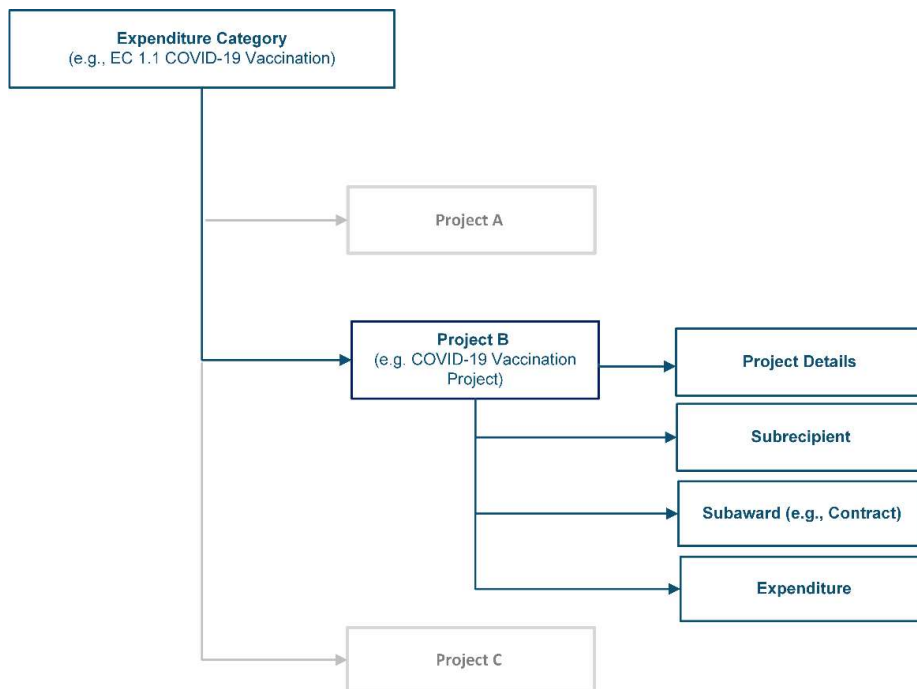 Expenditure Category
(e.g., EC 1.1 COVID-19 Vaccination)
Project A
Project B
(e.g. COVID-19 Vaccination
Project)
Project Details
Subrecipient
Subaward (e.g., Contract)
Expenditure
Project C